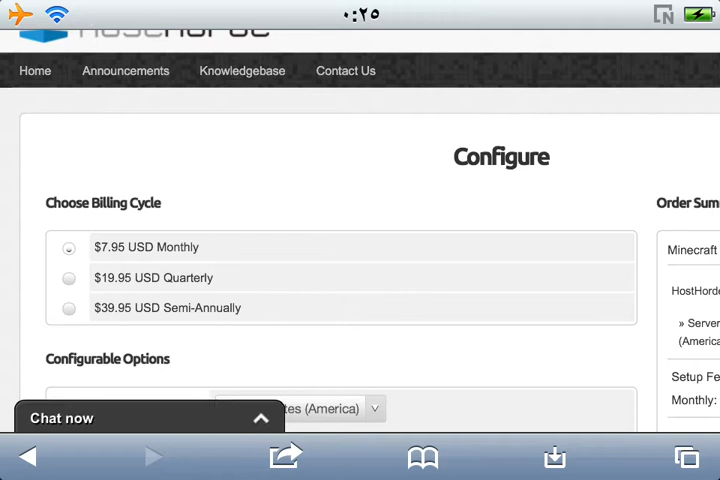 ٠:٢٥
Home Announcements Knowledgebase Contact Us
Configure
Choose Billing Cycle
$7.95 USD Monthly
$19.95 USD Quarterly
$39.95 USD Semi-Annually
Configurable Options
(America)
Chat now
Order Sum
Minecraft
HostHorde
» Server
(America
Setup Fe
Monthly: